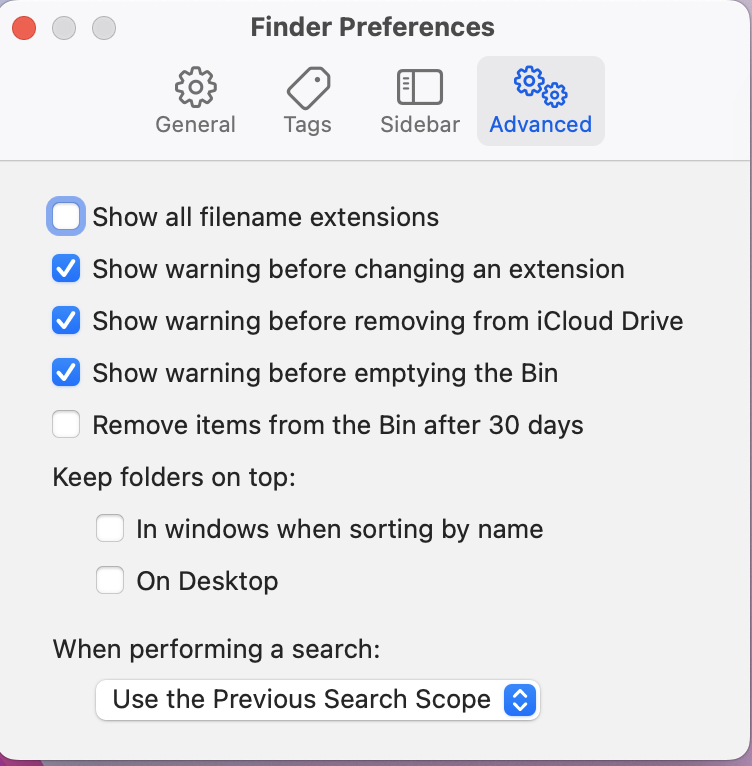 Finder Preferences
General
Tags
Sidebar
Advanced
Show all filename extensions
Show warning before changing an extension
Show warning before removing from iCloud Drive
Show warning before emptying the Bin
Remove items from the Bin after 30 days
Keep folders on top:
In windows when sorting by name
On Desktop
When performing a search:
Use the Previous Search Scope